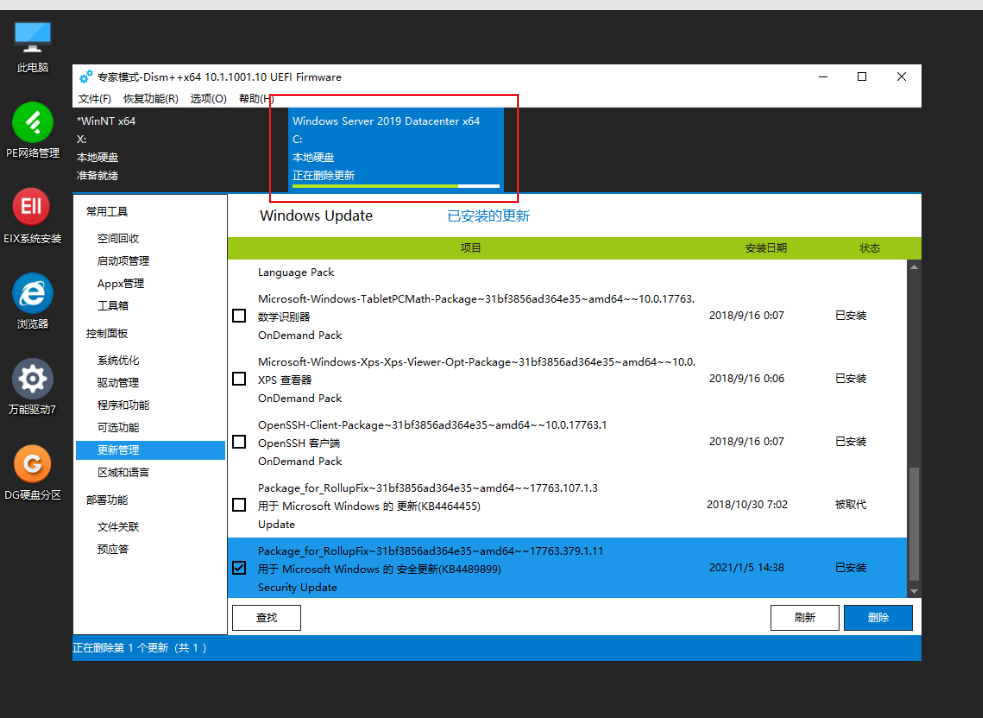 此电脑
PE网络管理
EII
EIX系统安装
浏览器
万能驱动7
DG硬盘分区
专家模式-Dism++x64 10.1.1001.10 UEFI Firmware
文件(F) 恢复功能(R) 选项(O) 帮助(H)
*WinNT x64
X:
本地硬盘
准备就绪
Windows Server 2019 Datacenter x64
C:
本地硬盘
正在删除更新
常用工具
空间回收
启动项管理
Appx管理
工具箱
控制面板
系统优化
驱动管理
程序和功能
可选功能
更新管理
区域和语言
部署功能
文件关联
预应答
Windows Update 已安装的更新
项目 安装日期 状态
Language Pack
Microsoft-Windows-TabletPCMath-Package~31bf3856ad364e35~amd64~~10.0.17763.
数学识别器 2018/9/16 0:07 已安装
OnDemand Pack
Microsoft-Windows-Xps-Xps-Viewer-Opt-Package~31bf3856ad364e35~amd64~~10.0.
XPS 查看器 2018/9/16 0:06 已安装
OnDemand Pack
OpenSSH-Client-Package~31bf3856ad364e35~amd64~~10.0.17763.1
OpenSSH 客户端 2018/9/16 0:07 已安装
OnDemand Pack
Package_for_RollupFix~31bf3856ad364e35~amd64~~17763.107.1.3
用于 Microsoft Windows 的 更新(KB4464455) 2018/10/30 7:02 被取代
Update
Package_for_RollupFix~31bf3856ad364e35~amd64~~17763.379.1.11
用于 Microsoft Windows 的 安全更新(KB4489899) 2021/1/5 14:38 已安装
Security Update
查找 刷新 删除
正在删除第 1 个更新（共 1 ）